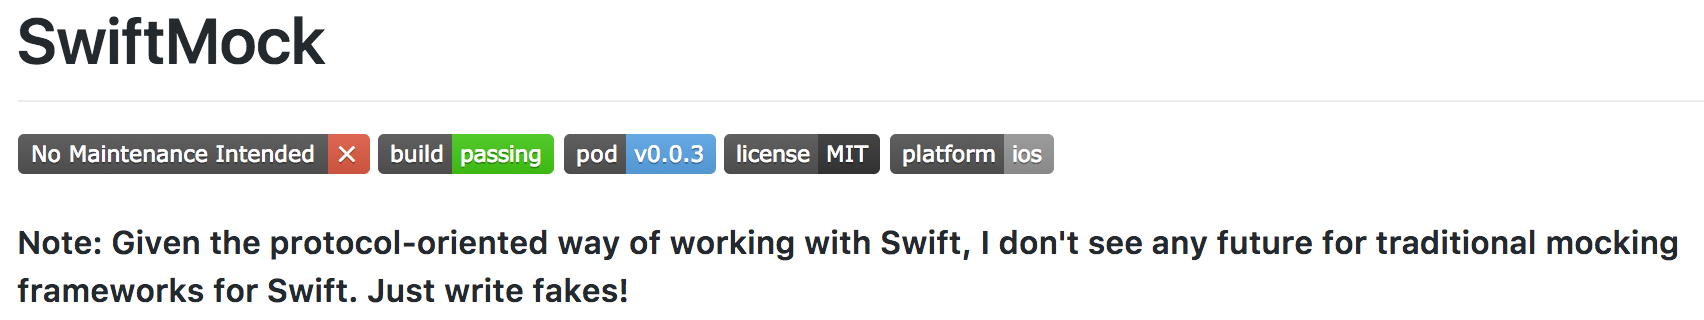 SwiftMock
No Maintenance Intended × build passing pod v0.0.3 license MIT platform ios
Note: Given the protocol-oriented way of working with Swift, I don't see any future for traditional mocking
frameworks for Swift. Just write fakes!